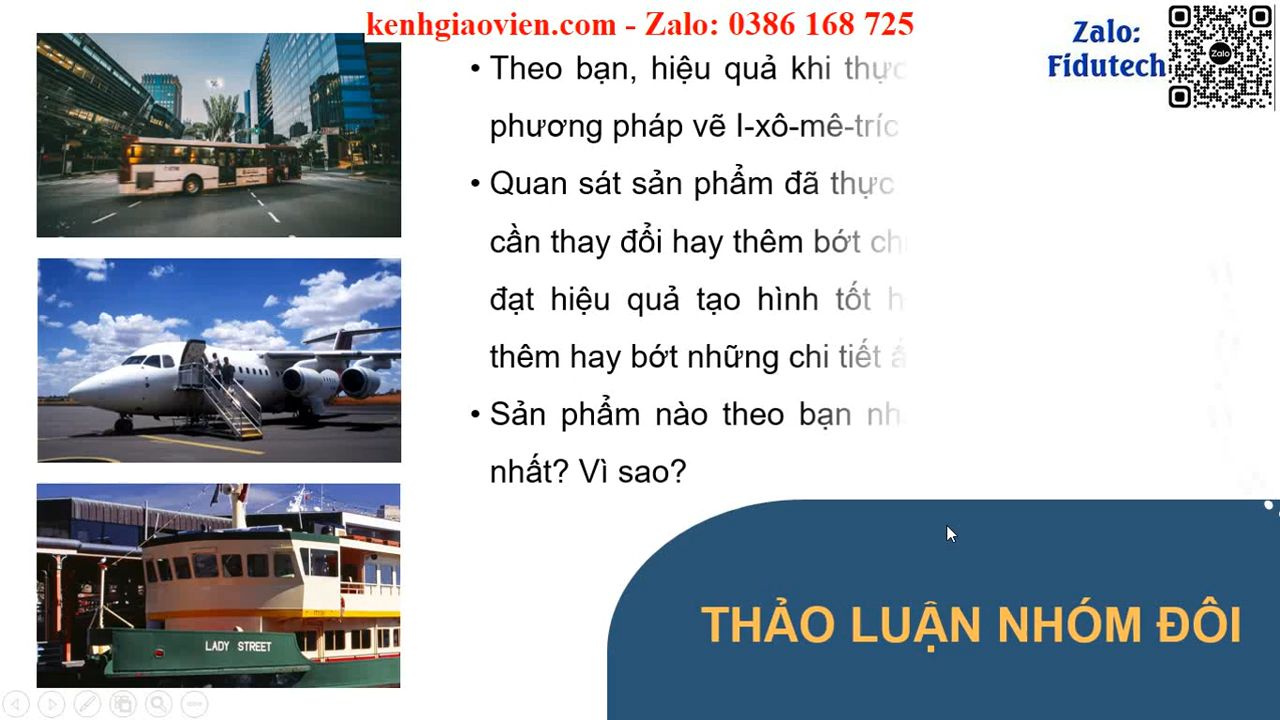 kenhgiaovien.com - Zalo: 0386 168 725
Zalo:
Fidutech
Zalo
• Theo bạn, hiệu quả khi thực
phương pháp vẽ I-xô-mê-tríc
• Quan sát sản phẩm đã thực
cần thay đổi hay thêm bớt
đạt hiệu quả tạo hình tốt
thêm hay bớt những chi tiết
• Sản phẩm nào theo bạn
nhất? Vì sao?
LADY STREET
THẢO LUẬN NHÓM ĐÔI